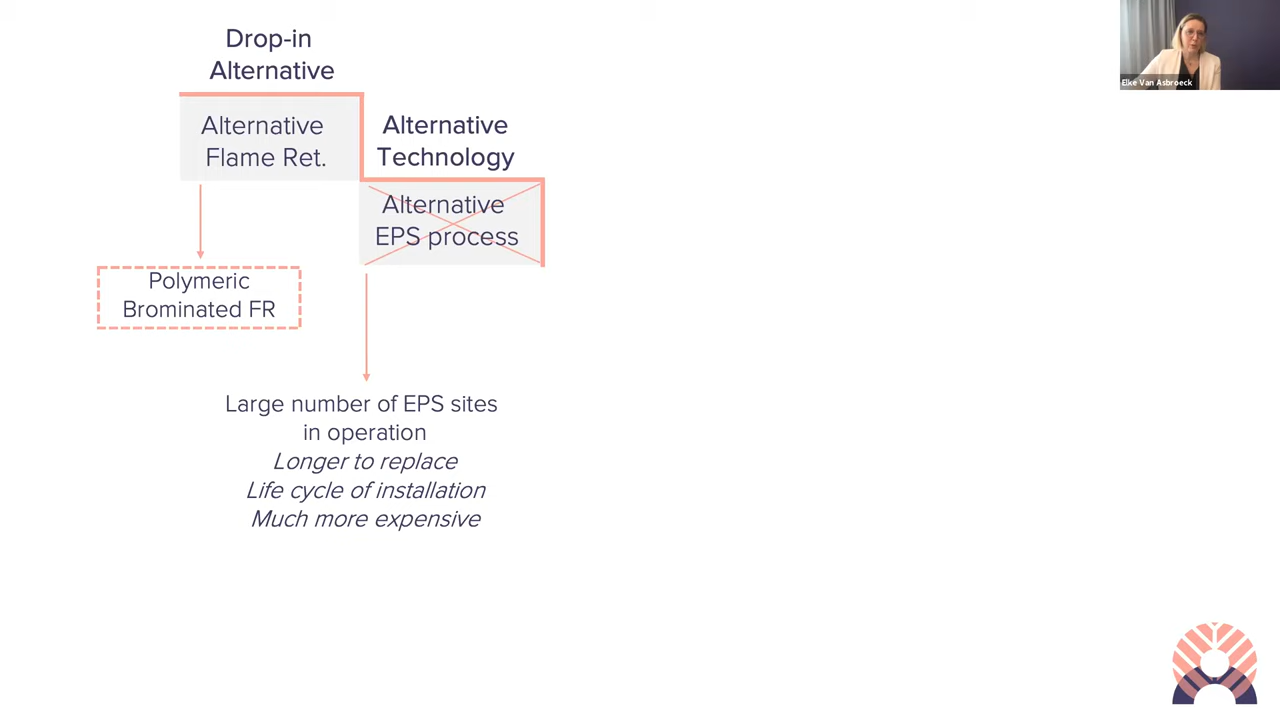 Drop-in
Alternative
Alternative
Flame Ret.
Alternative
Technology
Alternative
EPS process
Polymeric
Brominated FR
Large number of EPS sites
in operation
Longer to replace
Life cycle of installation
Much more expensive
Elke Van Asbroeck